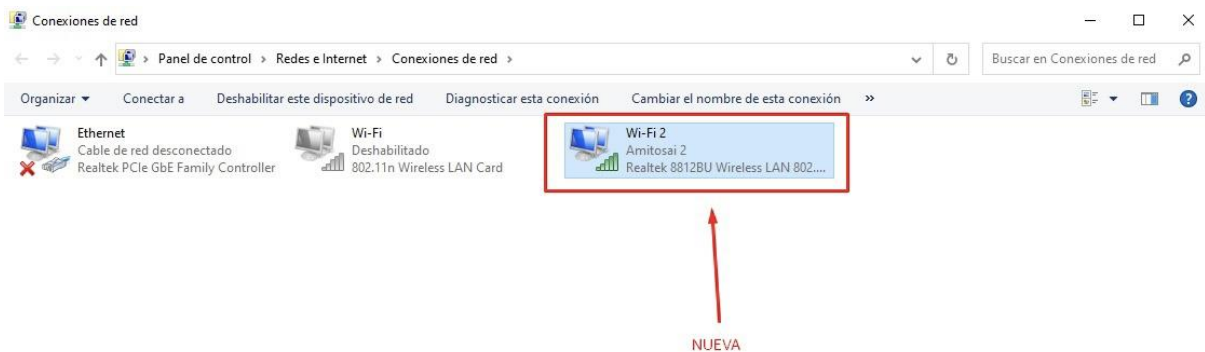 Conexiones de red
Panel de control > Redes e Internet > Conexiones de red >
Buscar en Conexiones de red
Organizar Conectar a Deshabilitar este dispositivo de red Diagnosticar esta conexión Cambiar el nombre de esta conexión »
Ethernet
Cable de red desconectado
Realtek PCIe GbE Family Controller
Wi-Fi
Deshabilitado
802.11n Wireless LAN Card
Wi-Fi 2
Amitosai 2
Realtek 8812BU Wireless LAN 802....
NUEVA